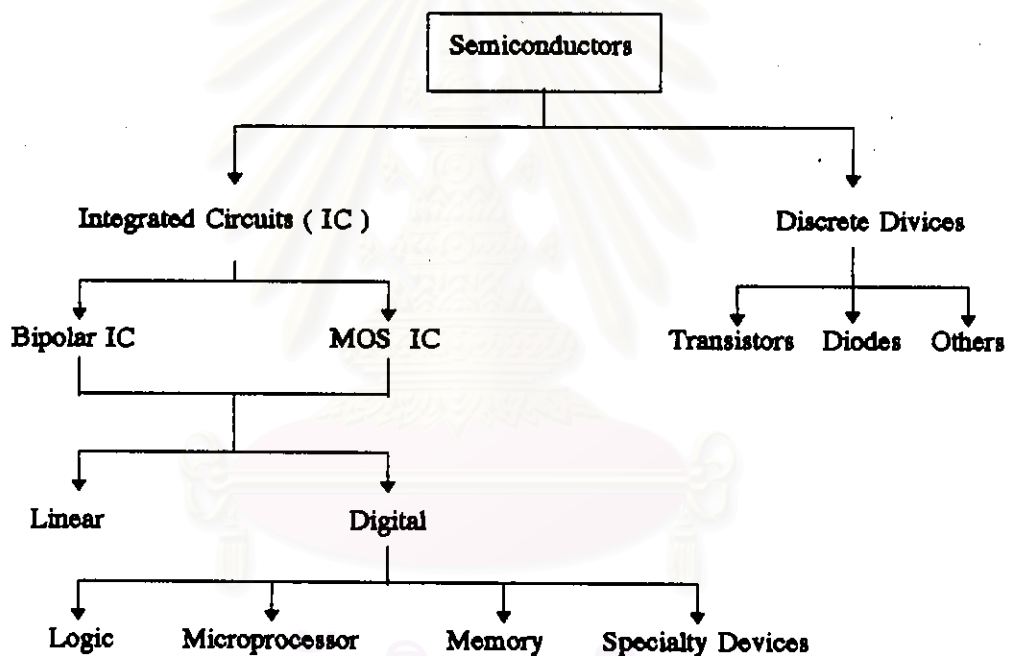 Semiconductors
Integrated Circuits ( IC )
Discrete Divices
Bipolar IC
MOS IC
Transistors
Diodes
Others
Linear
Digital
Logic
Microprocessor
Memory
Specialty Devices